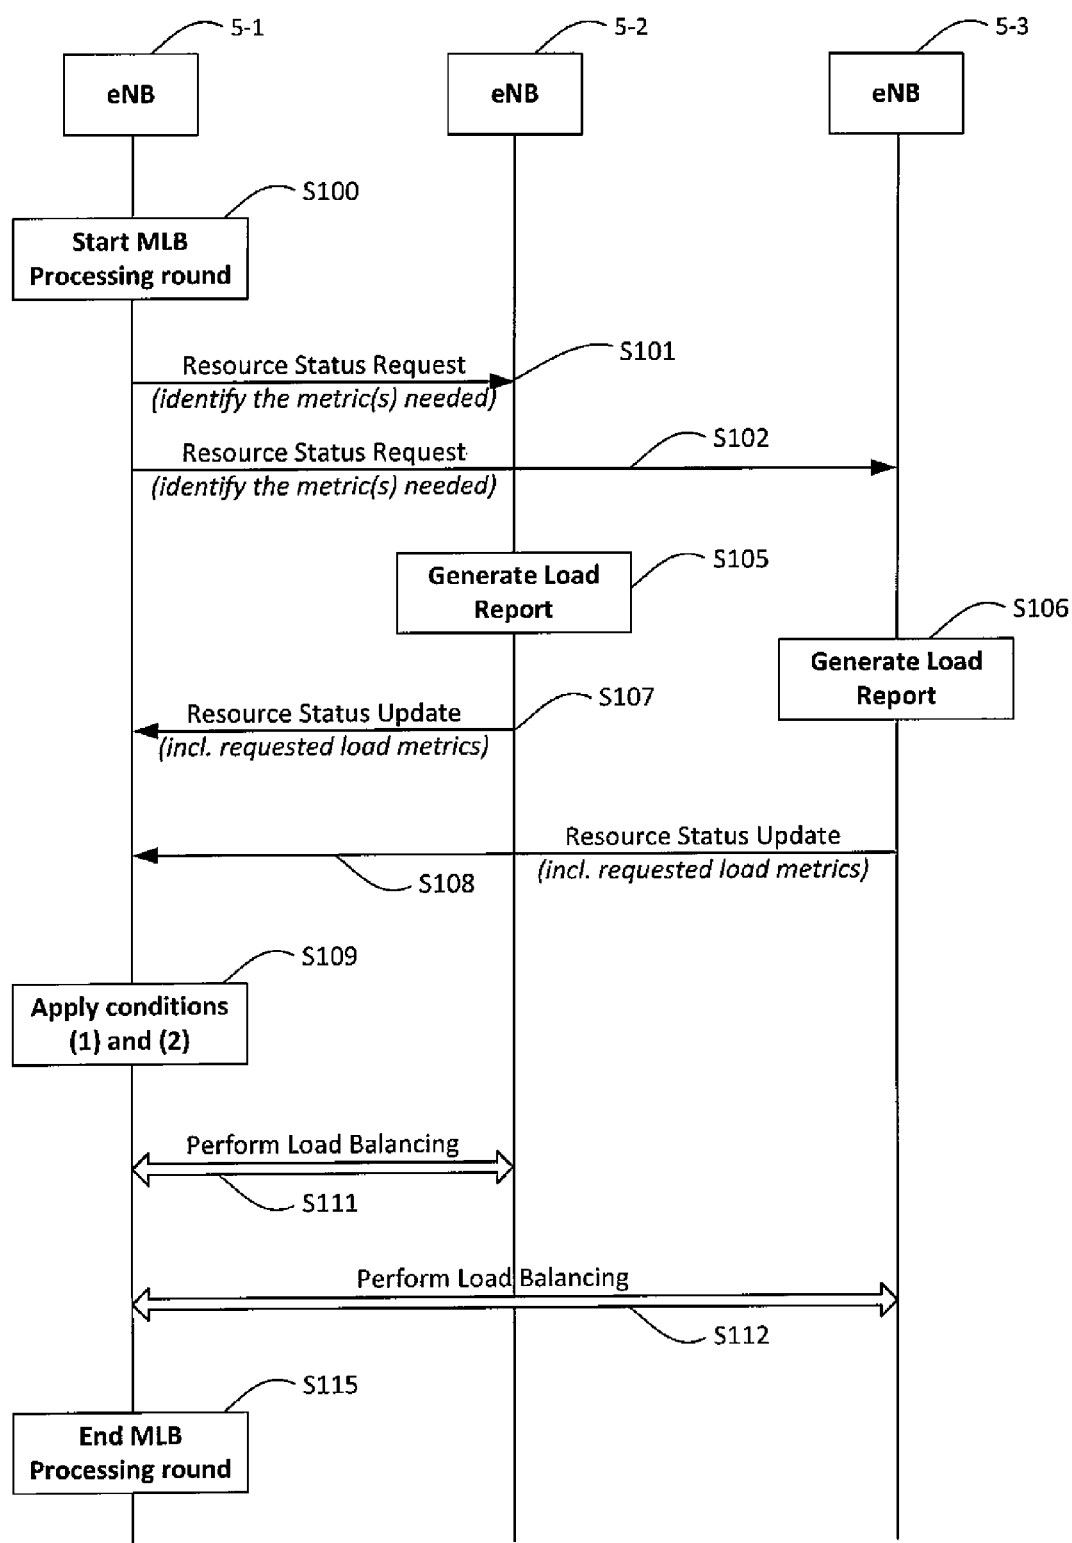 5-1
5-2
5-3
eNB
eNB
eNB
S100
Start MLB
Processing round
S101
Resource Status Request
(identify the metric(s) needed)
S102
Resource Status Request
(identify the metric(s) needed)
S105
Generate Load
Report
S106
Generate Load
Report
S107
Resource Status Update
(incl. requested load metrics)
Resource Status Update
(incl. requested load metrics)
S108
S109
Apply conditions
(1) and (2)
Perform Load Balancing
S111
Perform Load Balancing
S112
S115
End MLB
Processing round